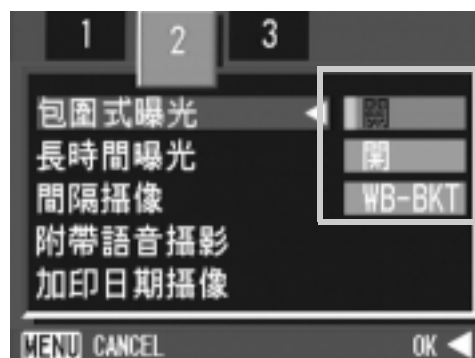 1 2 3
包圍式曝光 關
長時間曝光 開
間隔攝像 WB-BKT
附帶語音攝影
加印日期攝像
MENU CANCEL OK